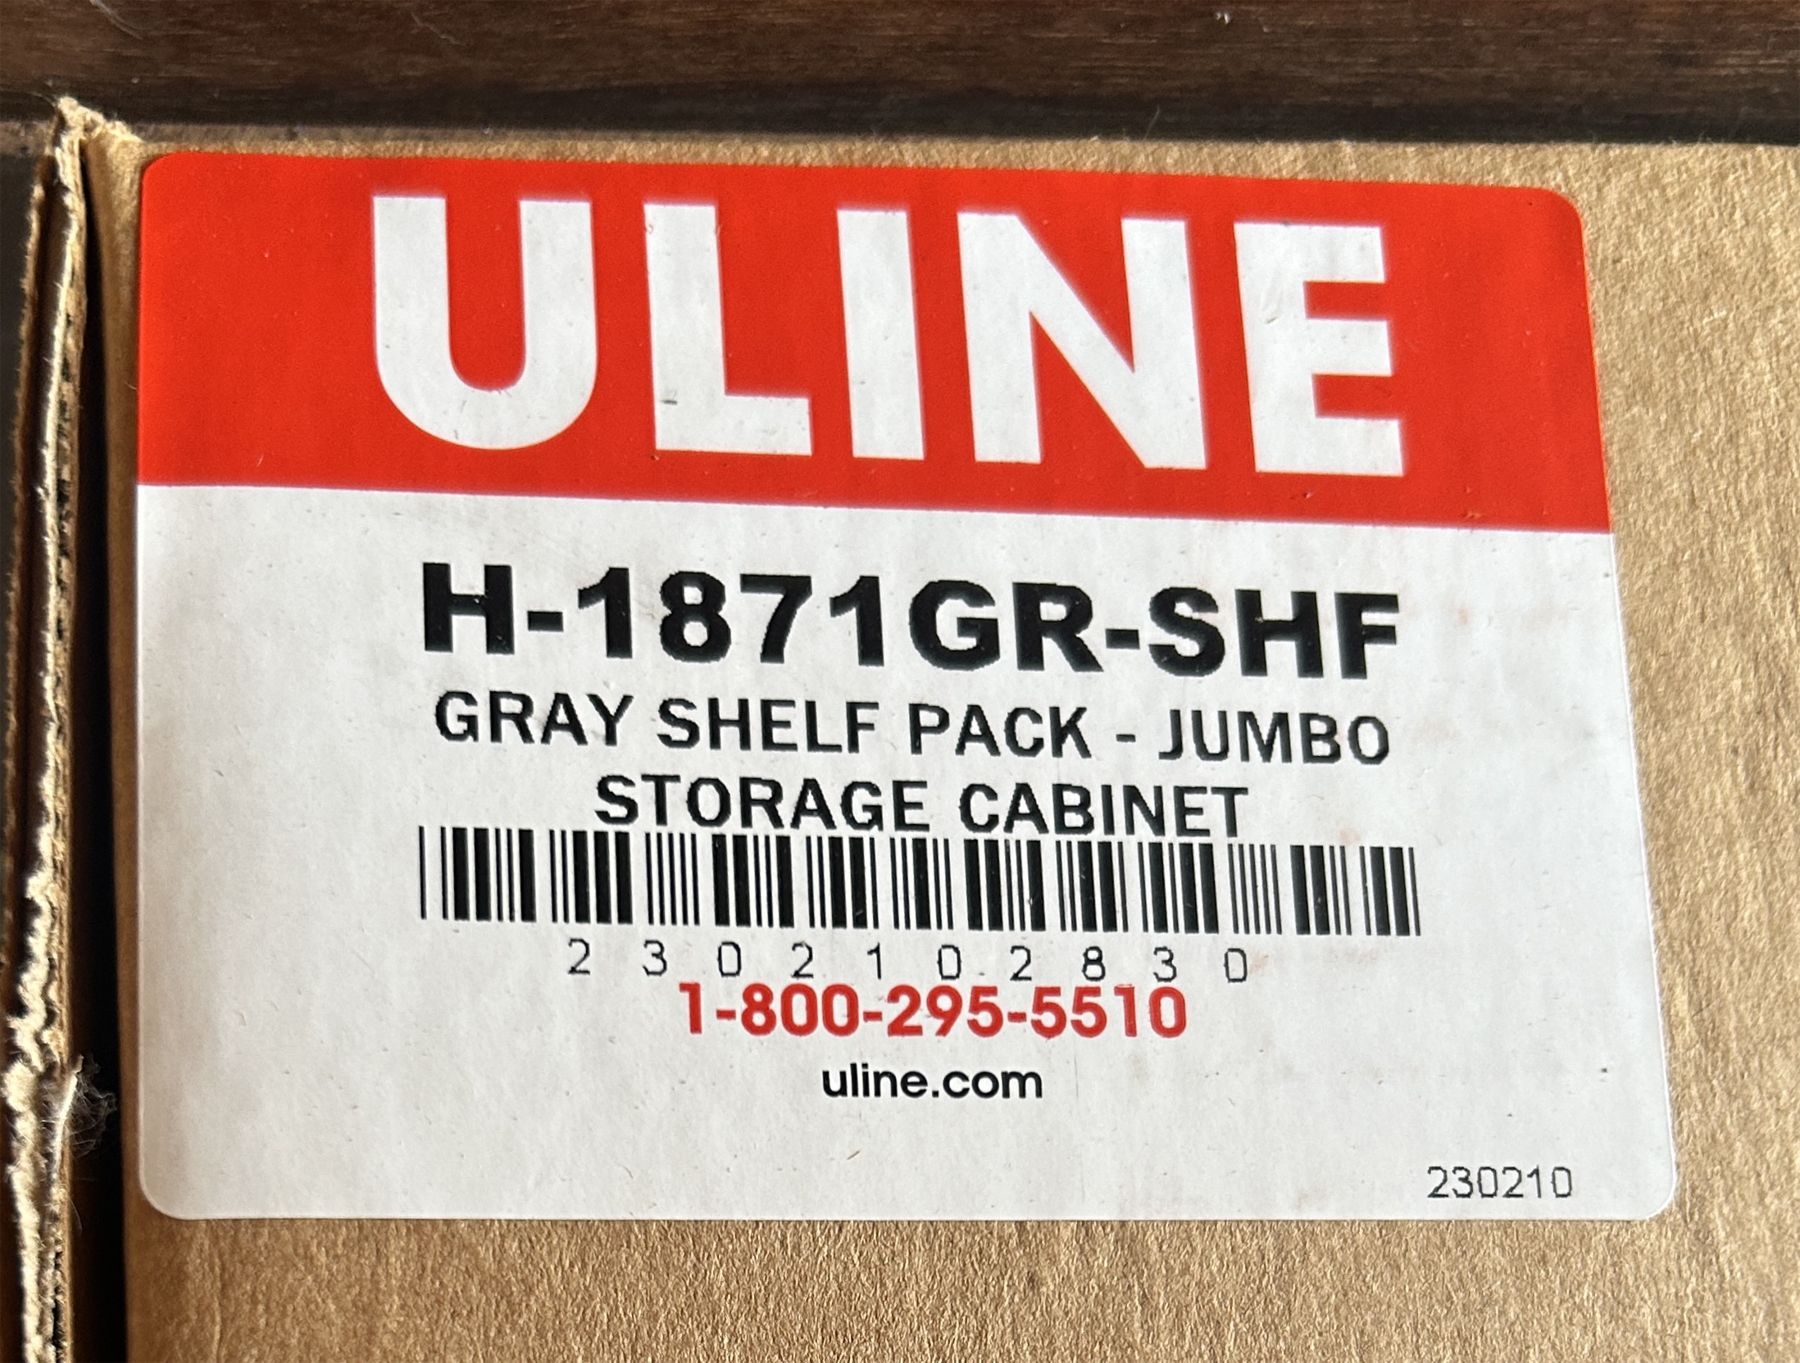 ULINE
H-1871GR-SHF
GRAY SHELF PACK - JUMBO
STORAGE CABINET
2302102830
1-800-295-5510
uline.com
230210